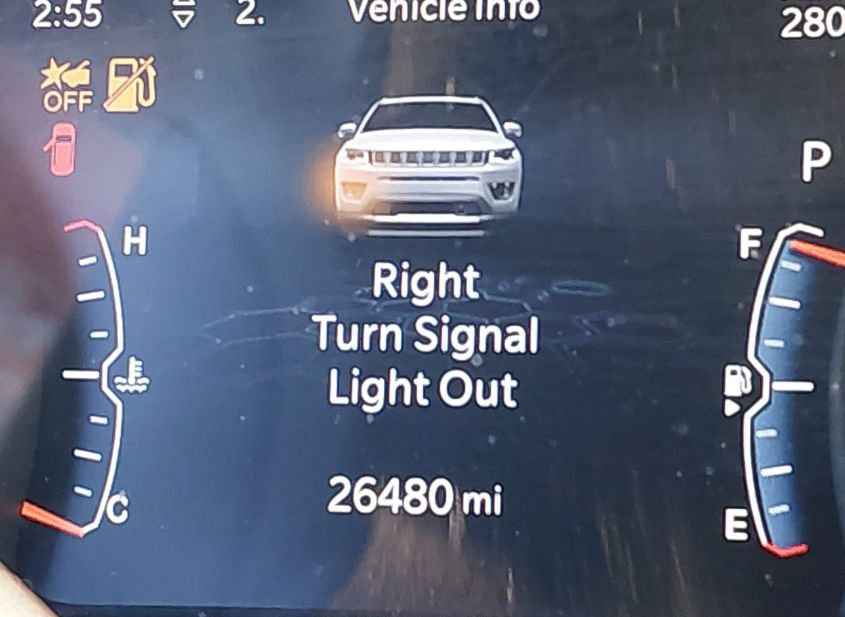 2:55 2. Vehicle Info 280
OFF
P
H F
Right
Turn Signal
Light Out
26480 mi
C E